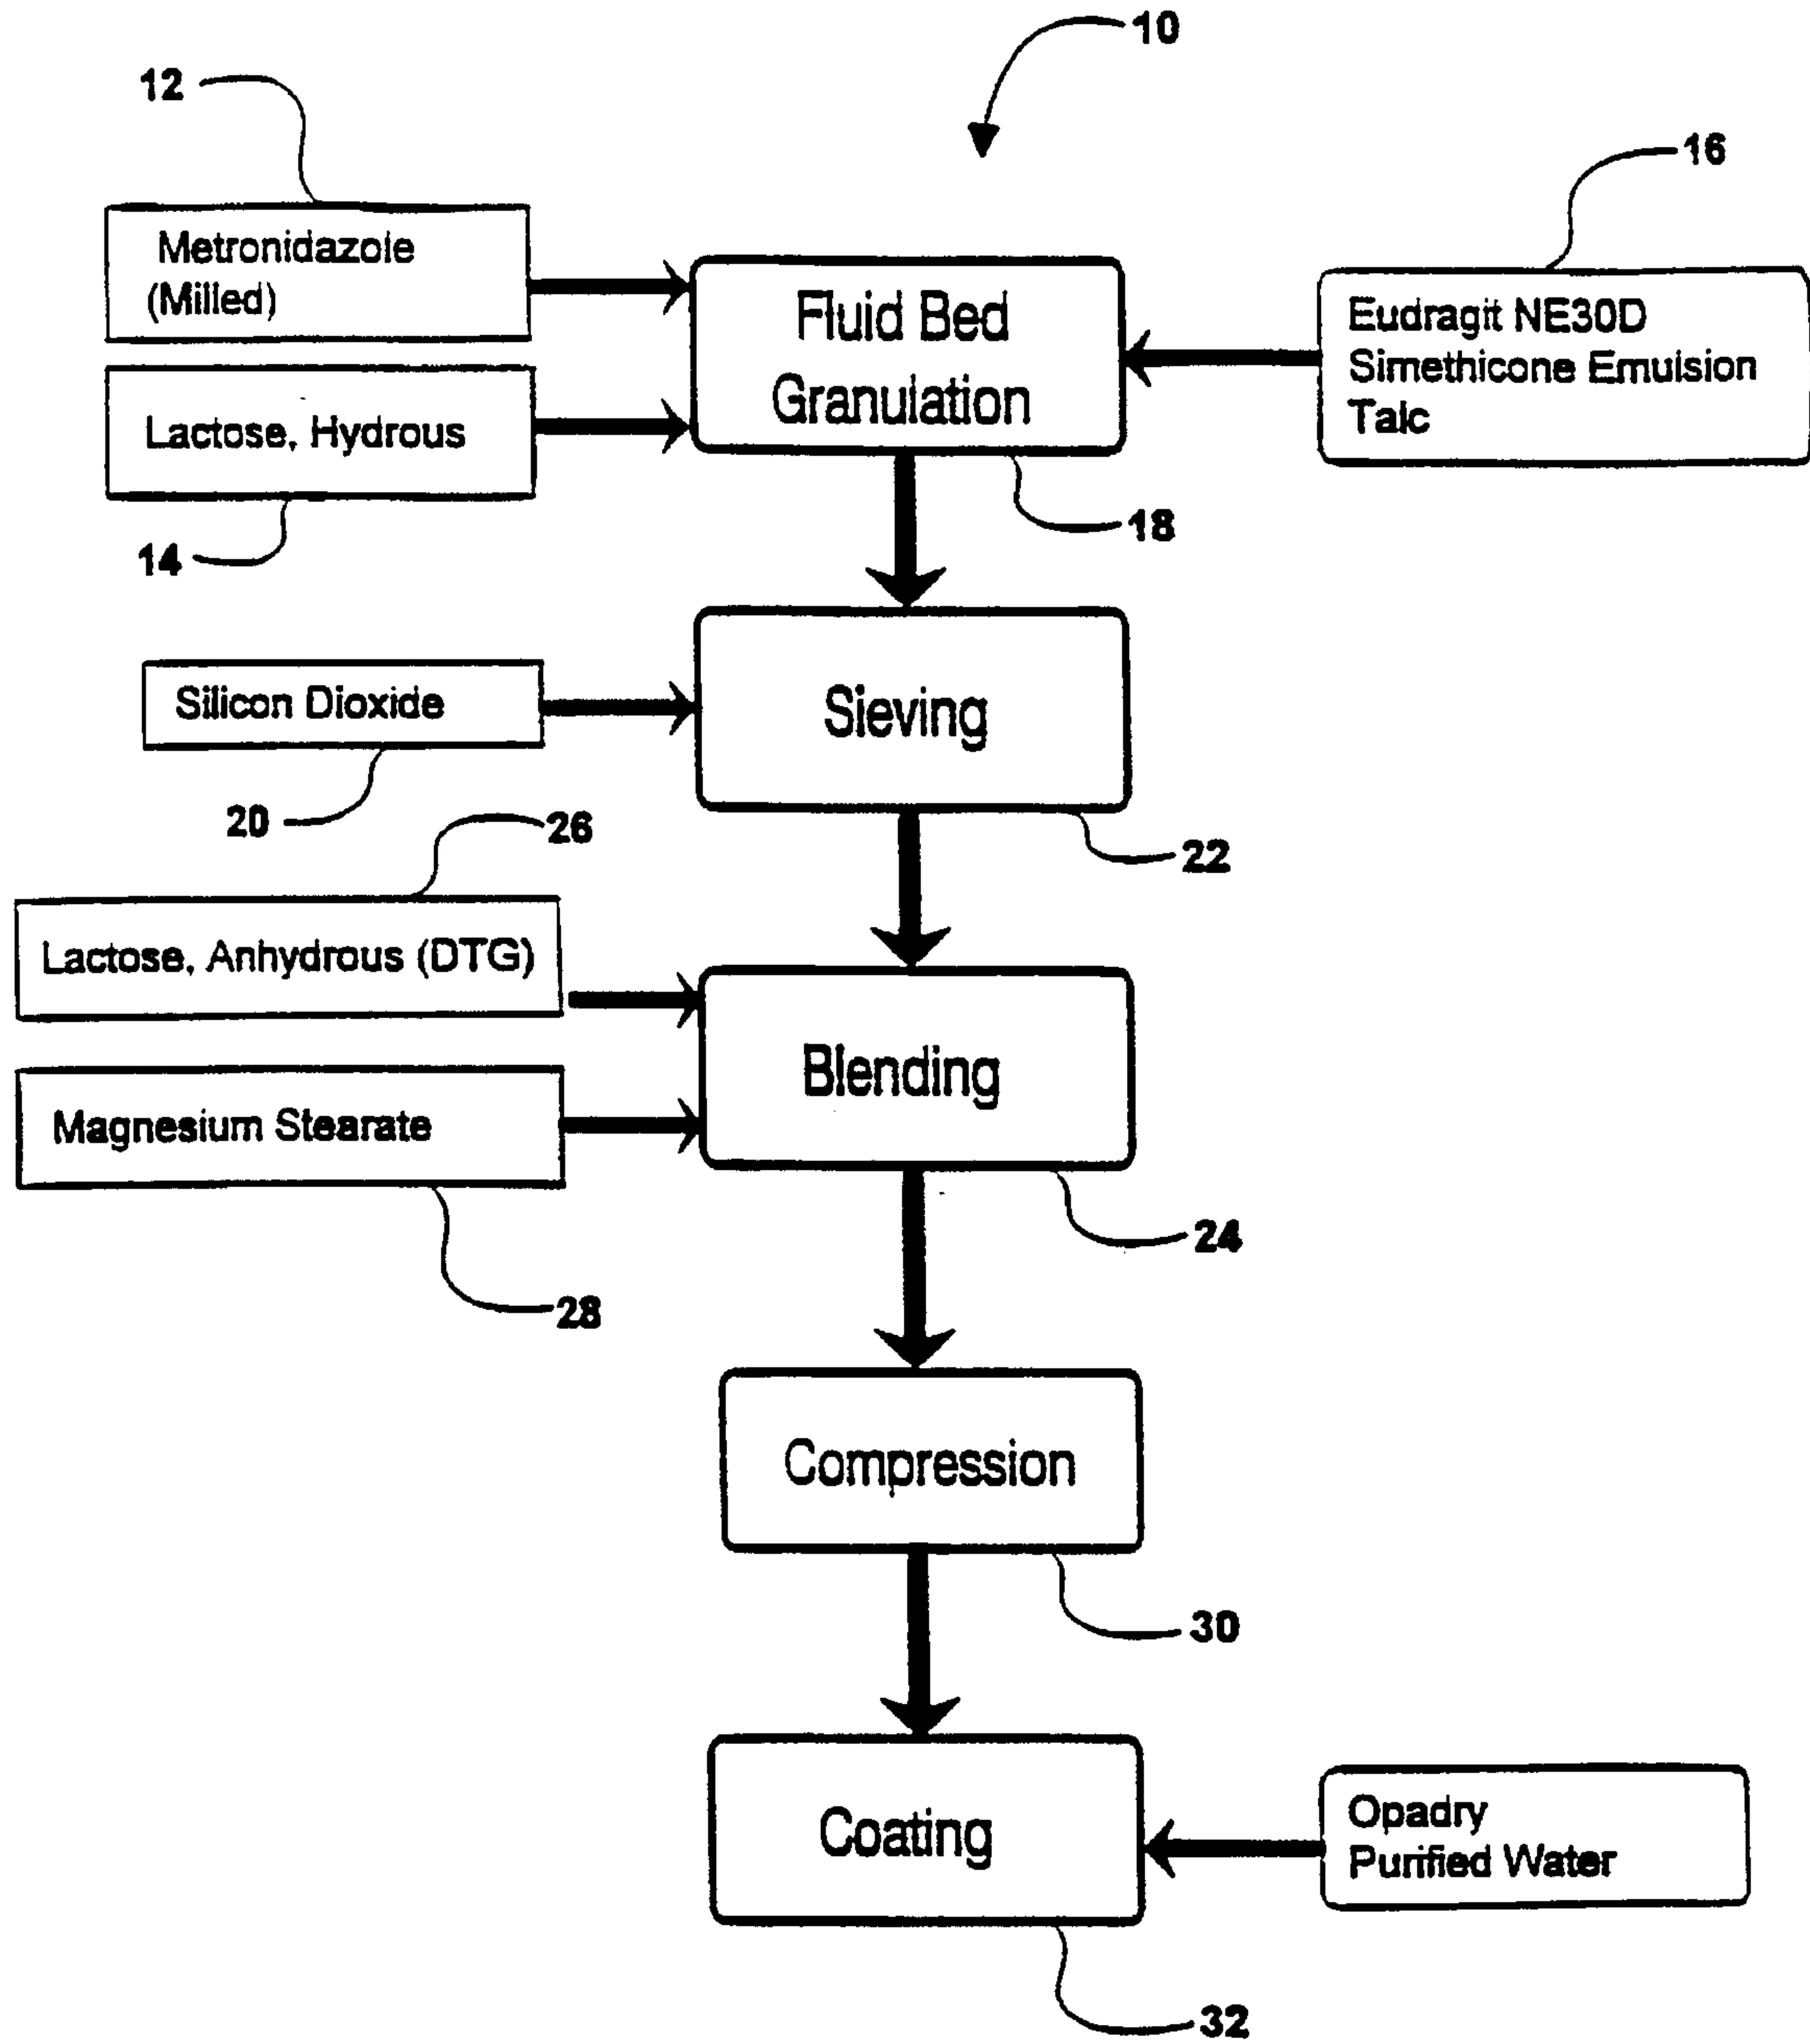 10
12
16
Metronidazole
(Milled)
Fluid Bed
Granulation
Eudragit NE30D
Simethicone Emulsion
Talc
Lactose, Hydrous
14
18
Silicon Dioxide
Sieving
20
26
22
Lactose, Anhydrous (DTG)
Blending
Magnesium Stearate
24
28
Compression
30
Coating
Opadry
Purified Water
32